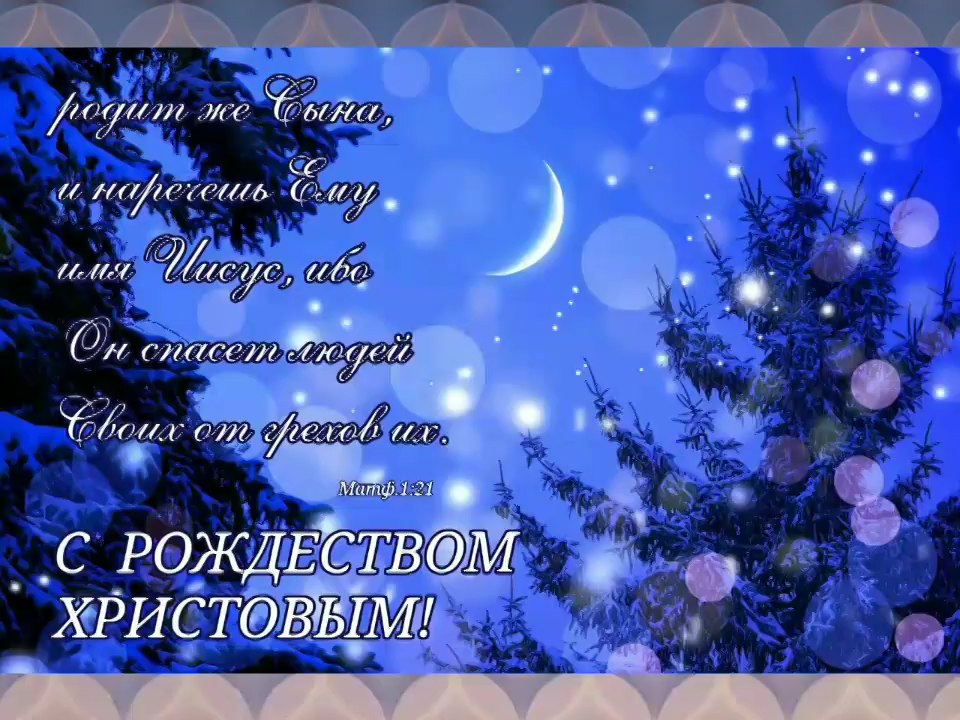 родит же Сына,
и наречешь Ему
имя Иисус, ибо
Он спасет людей
Своих от грехов их.
Матф.1:21
С РОЖДЕСТВОМ
ХРИСТОВЫМ!